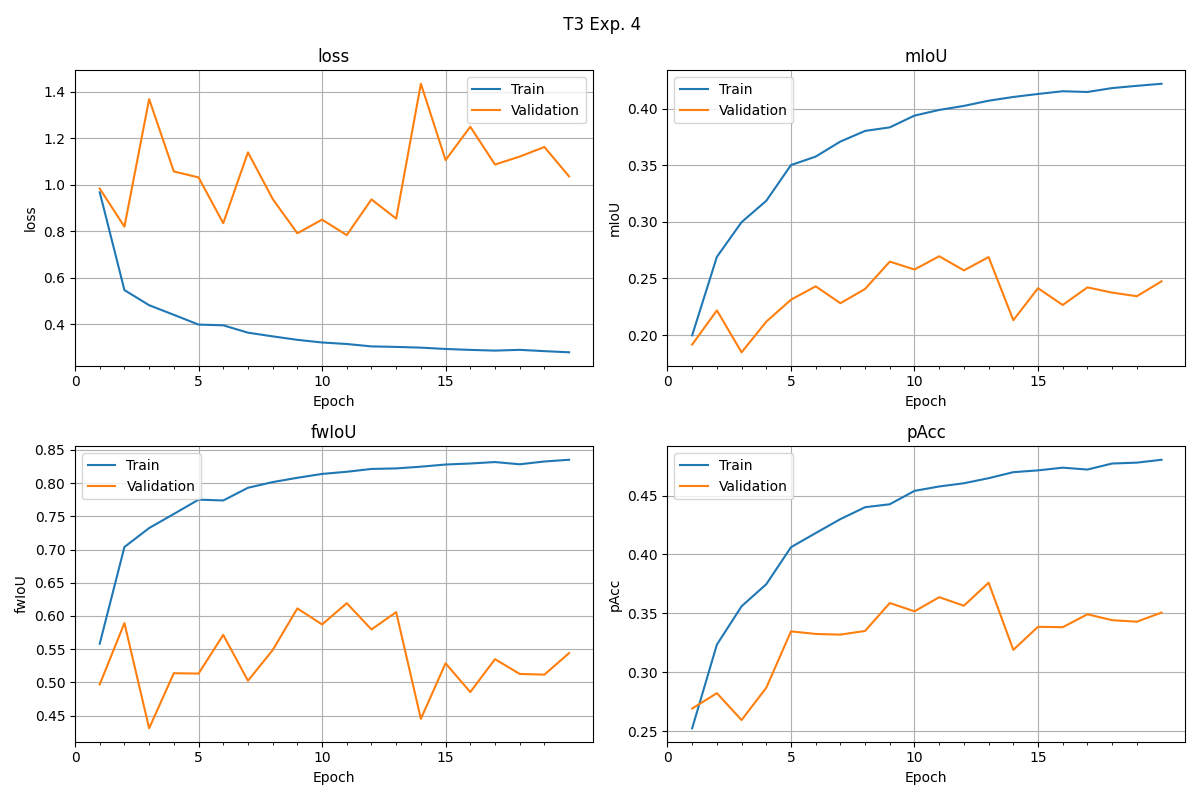 T3 Exp. 4
loss
Train
Validation
1.4
1.2
1.0
0.8
0.6
0.4
loss
0
5
10
15
Epoch
mIoU
Train
Validation
0.40
0.35
0.30
0.25
0.20
mIoU
0
5
10
15
Epoch
fwIoU
Train
Validation
0.85
0.80
0.75
0.70
0.65
0.60
0.55
0.50
0.45
fwIoU
0
5
10
15
Epoch
pAcc
Train
Validation
0.45
0.40
0.35
0.30
0.25
pAcc
0
5
10
15
Epoch